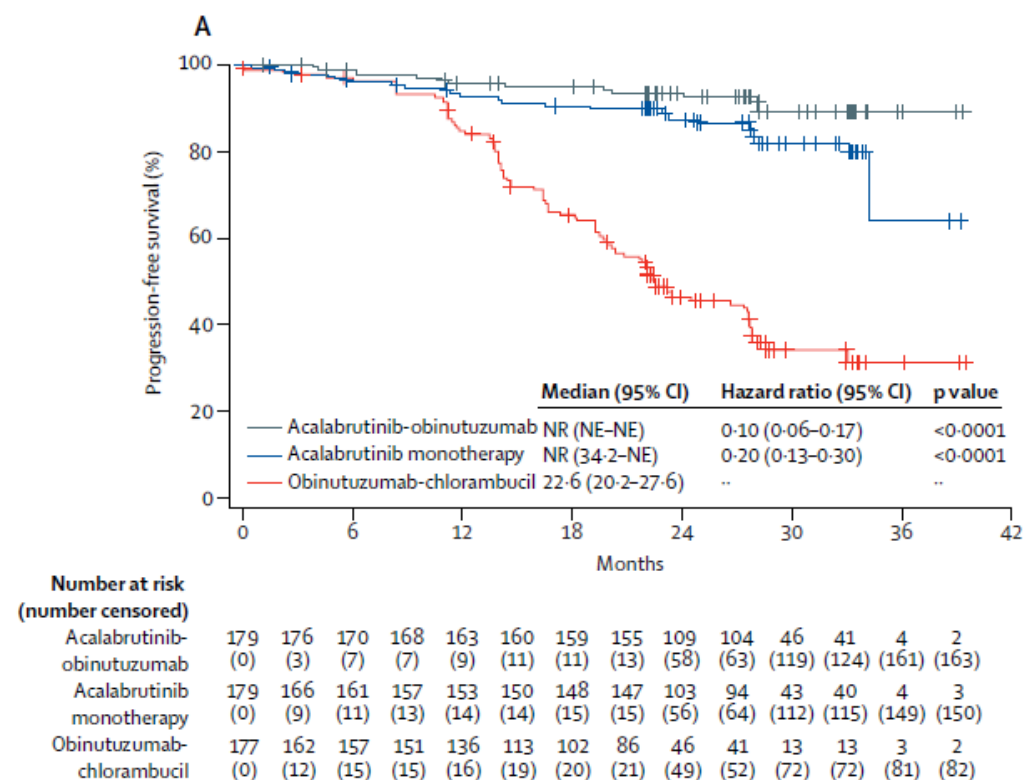 A
100
80
60
40
20
0
Progression-free survival (%)
Median (95% CI) Hazard ratio (95% CI) p value
Acalabrutinib-obinutuzumab NR (NE–NE) 0·10 (0·06–0·17) <0·0001
Acalabrutinib monotherapy NR (34·2–NE) 0·20 (0·13–0·30) <0·0001
Obinutuzumab-chlorambucil 22·6 (20·2–27·6) ·· ··
0 6 12 18 24 30 36 42
Months
Number at risk
(number censored)
Acalabrutinib- 179 176 170 168 163 160 159 155 109 104 46 41 4 2
obinutuzumab (0) (3) (7) (7) (9) (11) (11) (13) (58) (63) (119) (124) (161) (163)
Acalabrutinib 179 166 161 157 153 150 148 147 103 94 43 40 4 3
monotherapy (0) (9) (11) (13) (14) (14) (15) (15) (56) (64) (112) (115) (149) (150)
Obinutuzumab- 177 162 157 151 136 113 102 86 46 41 13 13 3 2
chlorambucil (0) (12) (15) (15) (16) (19) (20) (21) (49) (52) (72) (72) (81) (82)